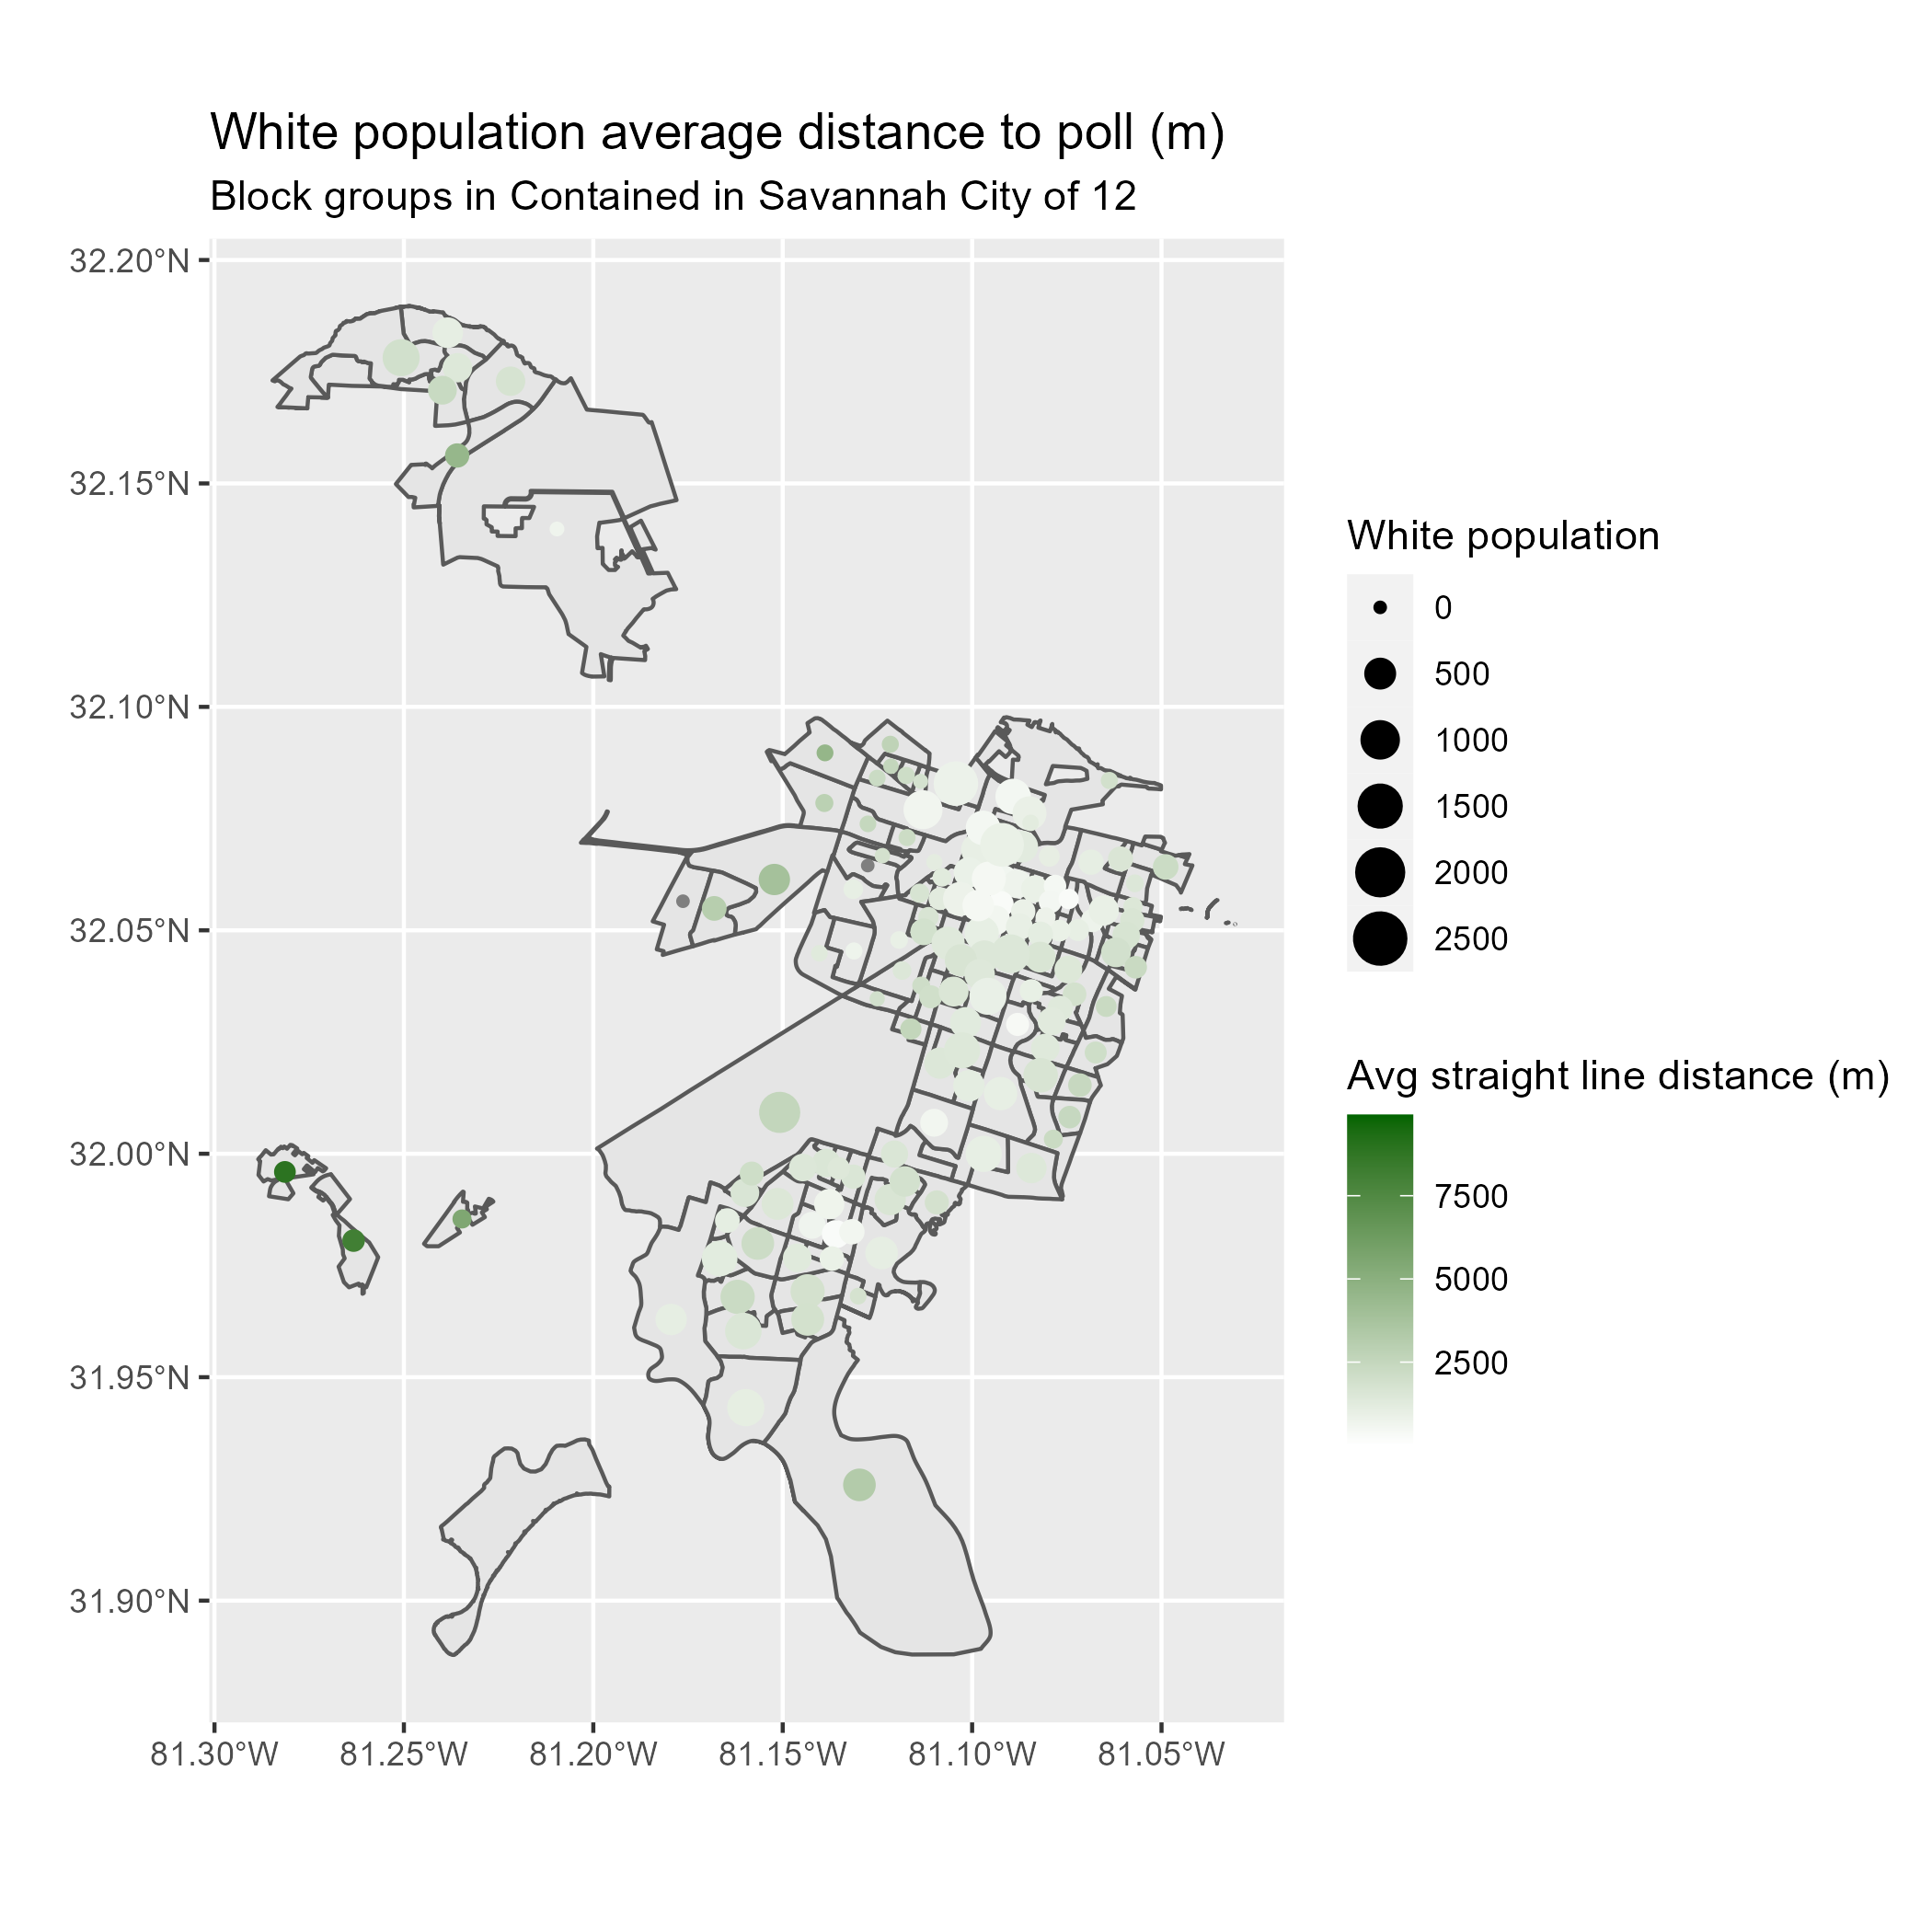 White population average distance to poll (m)
Block groups in Contained in Savannah City of 12
32.20°N
32.15°N
32.10°N
32.05°N
32.00°N
31.95°N
31.90°N
81.30°W
81.25°W
81.20°W
81.15°W
81.10°W
81.05°W
White population
0
500
1000
1500
2000
2500
Avg straight line distance (m)
7500
5000
2500